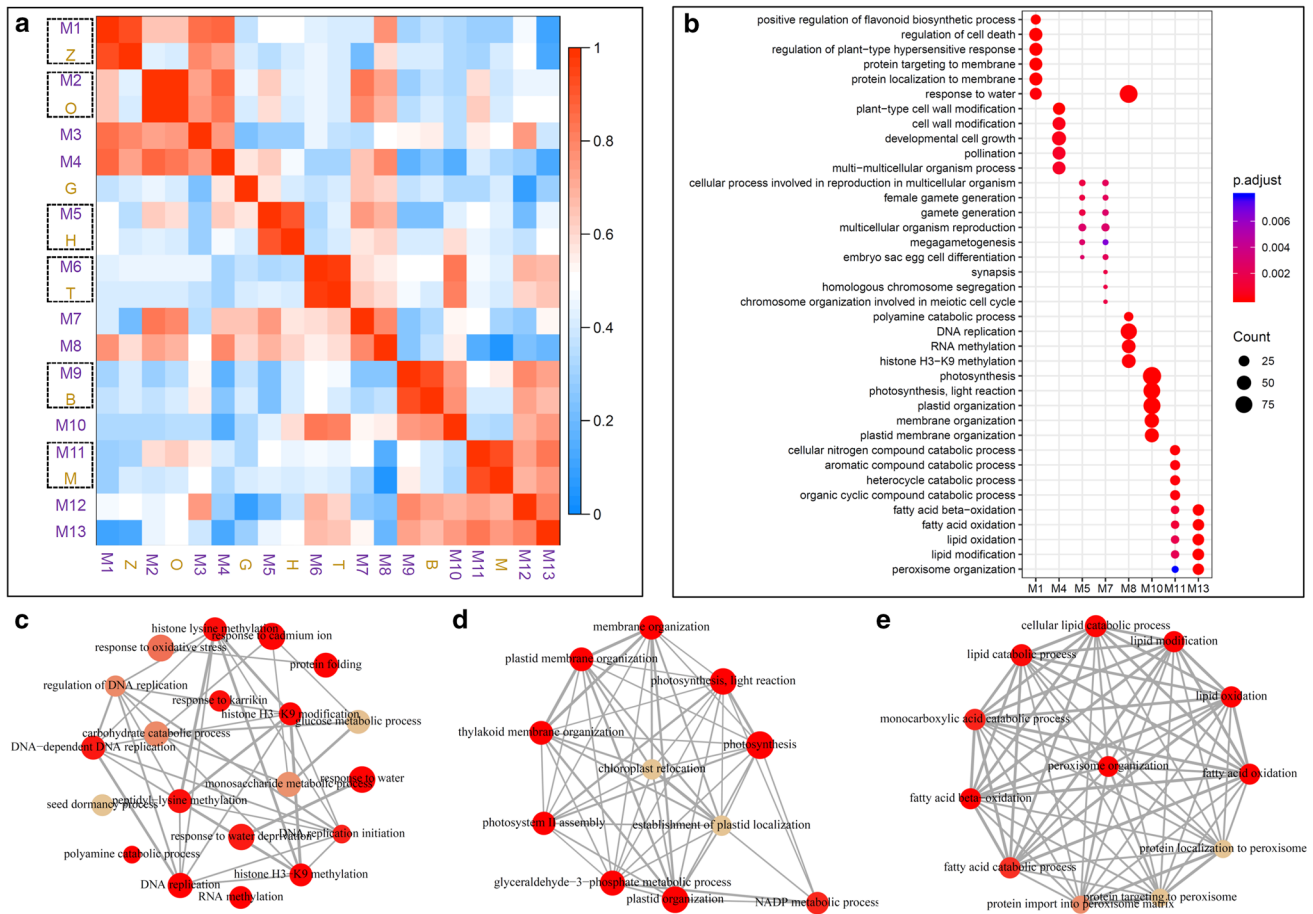 a
M1
Z
M2
O
M3
M4
G
M5
H
M6
T
M7
M8
M9
B
M10
M11
M
M12
M13
M1 Z M2 O M3 M4 G M5 H M6 T M7 M8 M9 B M10 M11 M M12 M13
1
0.8
0.6
0.4
0.2
0
b
positive regulation of flavonoid biosynthetic process
regulation of cell death
regulation of plant-type hypersensitive response
protein targeting to membrane
protein localization to membrane
response to water
plant-type cell wall modification
cell wall modification
developmental cell growth
pollination
multi-multicellular organism process
cellular process involved in reproduction in multicellular organism
female gamete generation
gamete generation
multicellular organism reproduction
megagametogenesis
embryo sac egg cell differentiation
synapsis
homologous chromosome segregation
chromosome organization involved in meiotic cell cycle
polyamine catabolic process
DNA replication
RNA methylation
histone H3-K9 methylation
photosynthesis
photosynthesis, light reaction
plastid organization
membrane organization
plastid membrane organization
cellular nitrogen compound catabolic process
aromatic compound catabolic process
heterocycle catabolic process
organic cyclic compound catabolic process
fatty acid beta-oxidation
fatty acid oxidation
lipid oxidation
lipid modification
peroxisome organization
M1 M4 M5 M7 M8 M10 M11 M13
p.adjust
0.006
0.004
0.002
Count
25
50
75
c
histone lysine methylation
response to cadmium ion
response to oxidative stress
protein folding
regulation of DNA replication
response to karrikin
histone H3-K9 modification
glucose metabolic process
carbohydrate catabolic process
DNA-dependent DNA replication
monosaccharide metabolic process
response to water
seed dormancy process
peptidyl-lysine methylation
response to water deprivation
DNA replication initiation
polyamine catabolic process
histone H3-K9 methylation
DNA replication
RNA methylation
d
membrane organization
plastid membrane organization
photosynthesis, light reaction
thylakoid membrane organization
photosynthesis
chloroplast relocation
photosystem II assembly
establishment of plastid localization
glyceraldehyde-3-phosphate metabolic process
plastid organization
NADP metabolic process
e
cellular lipid catabolic process
lipid modification
lipid catabolic process
lipid oxidation
monocarboxylic acid catabolic process
peroxisome organization
fatty acid oxidation
fatty acid beta-oxidation
protein localization to peroxisome
fatty acid catabolic process
protein targeting to peroxisome
protein import into peroxisome matrix